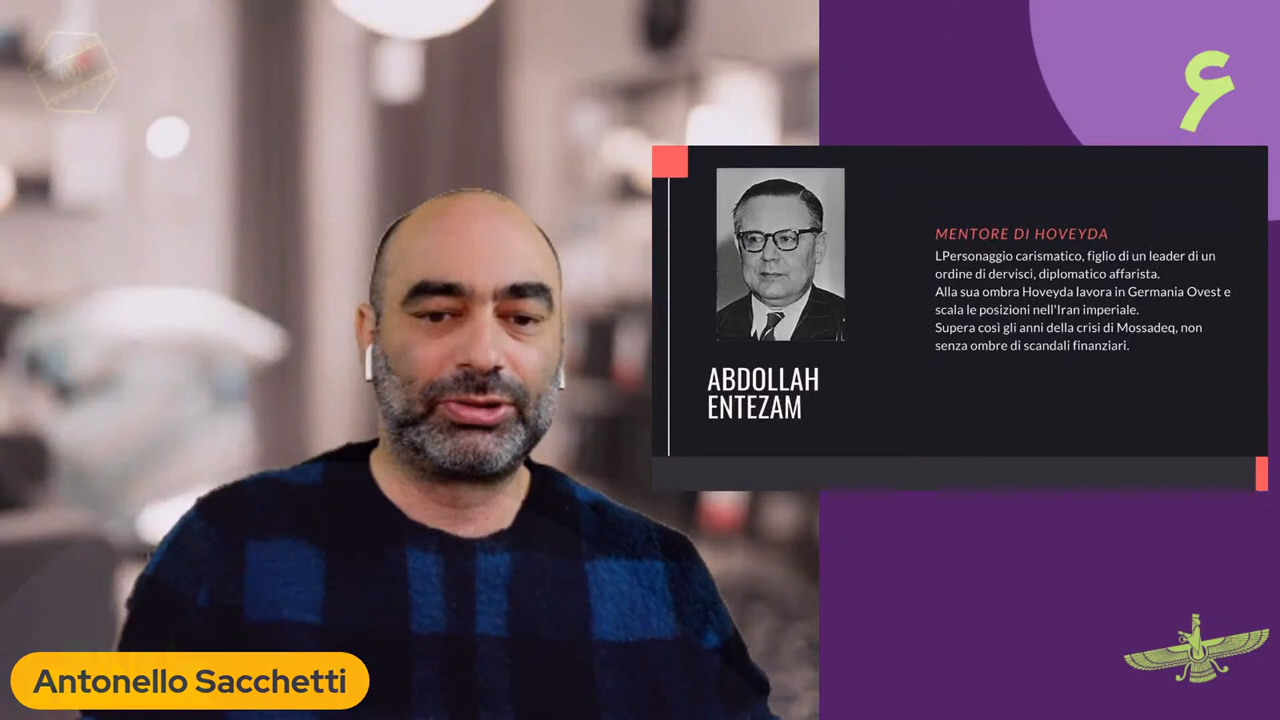 ۶
MENTORE DI HOVEYDA
LPersonaggio carismatico, figlio di un leader di un
ordine di dervisci, diplomatico affarista.
Alla sua ombra Hoveyda lavora in Germania Ovest e
scala le posizioni nell'Iran imperiale.
Supera così gli anni della crisi di Mossadeq, non
senza ombre di scandali finanziari.
ABDOLLAH
ENTEZAM
Antonello Sacchetti